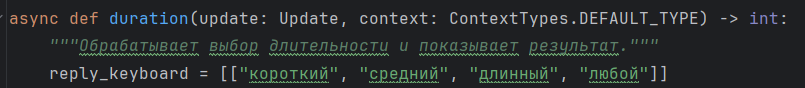 async def duration(update: Update, context: ContextTypes.DEFAULT_TYPE) -> int:
"""Обрабатывает выбор длительности и показывает результат."""
reply_keyboard = [["короткий", "средний", "длинный", "любой"]]